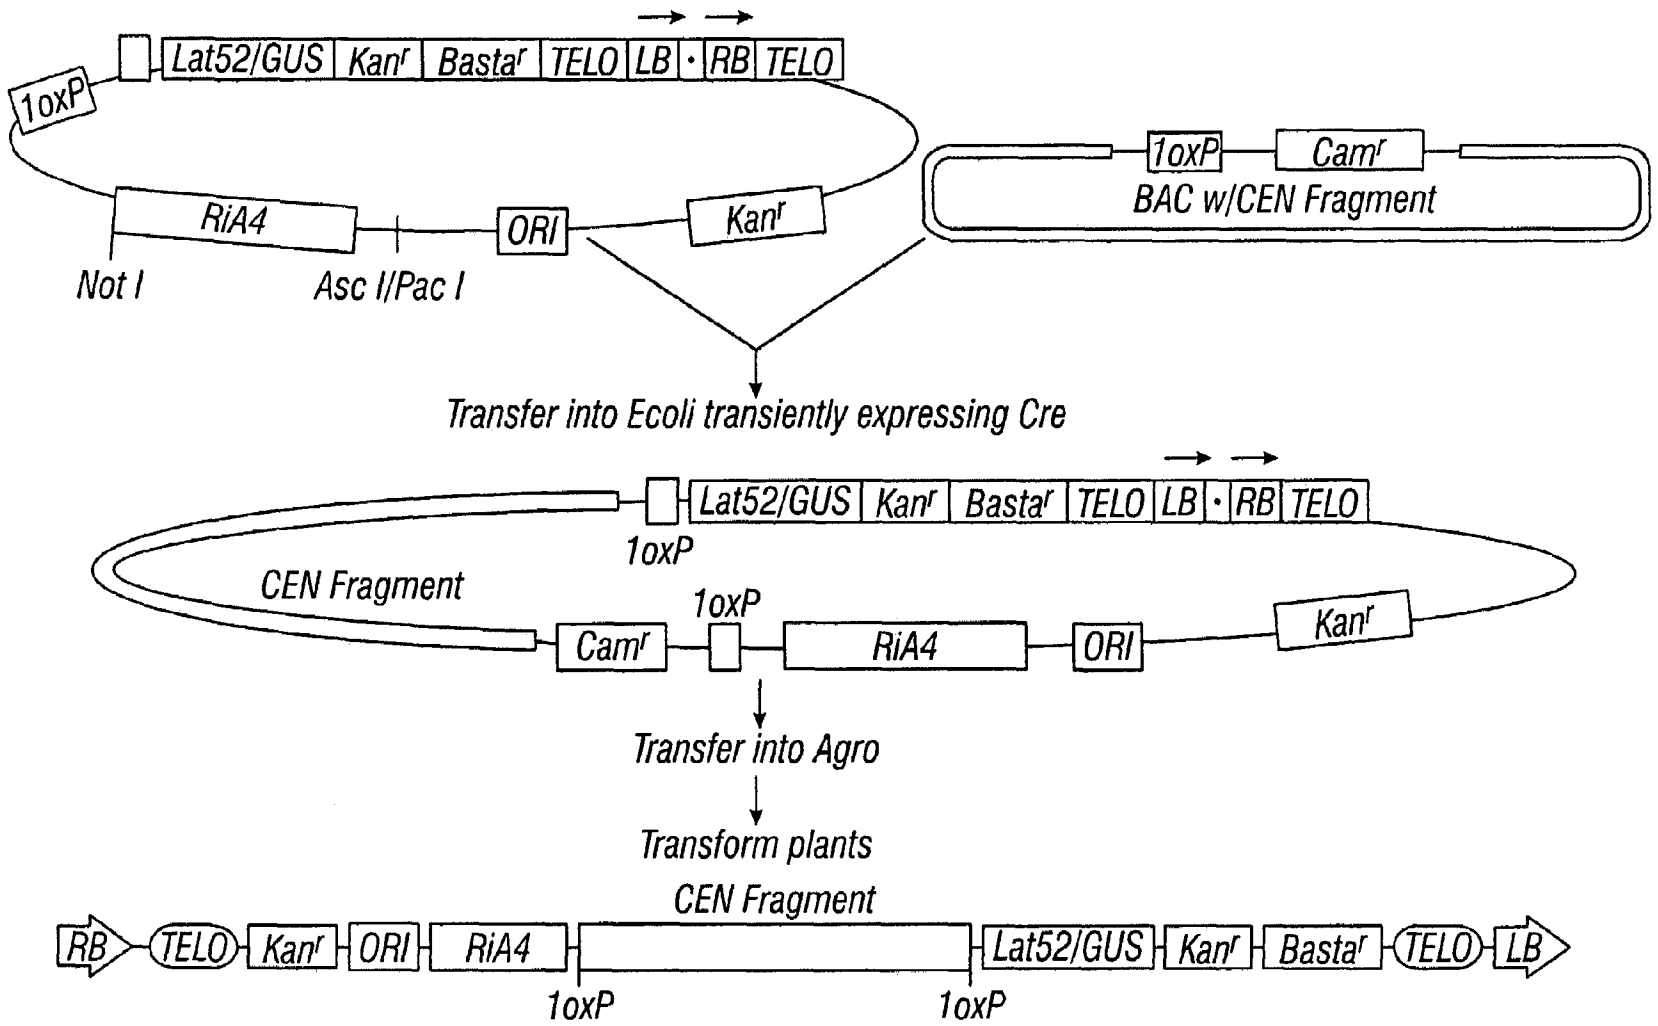 Lat52/GUS Kanr Bastar TELO LB · RB TELO
1oxP
1oxP Camr
BAC w/CEN Fragment
RiA4 ORI Kanr
Not I Asc I/Pac I
Transfer into Ecoli transiently expressing Cre
Lat52/GUS Kanr Bastar TELO LB · RB TELO
1oxP
CEN Fragment
1oxP
Camr RiA4 ORI Kanr
Transfer into Agro
Transform plants
CEN Fragment
RB TELO Kanr ORI RiA4 Lat52/GUS Kanr Bastar TELO LB
1oxP 1oxP